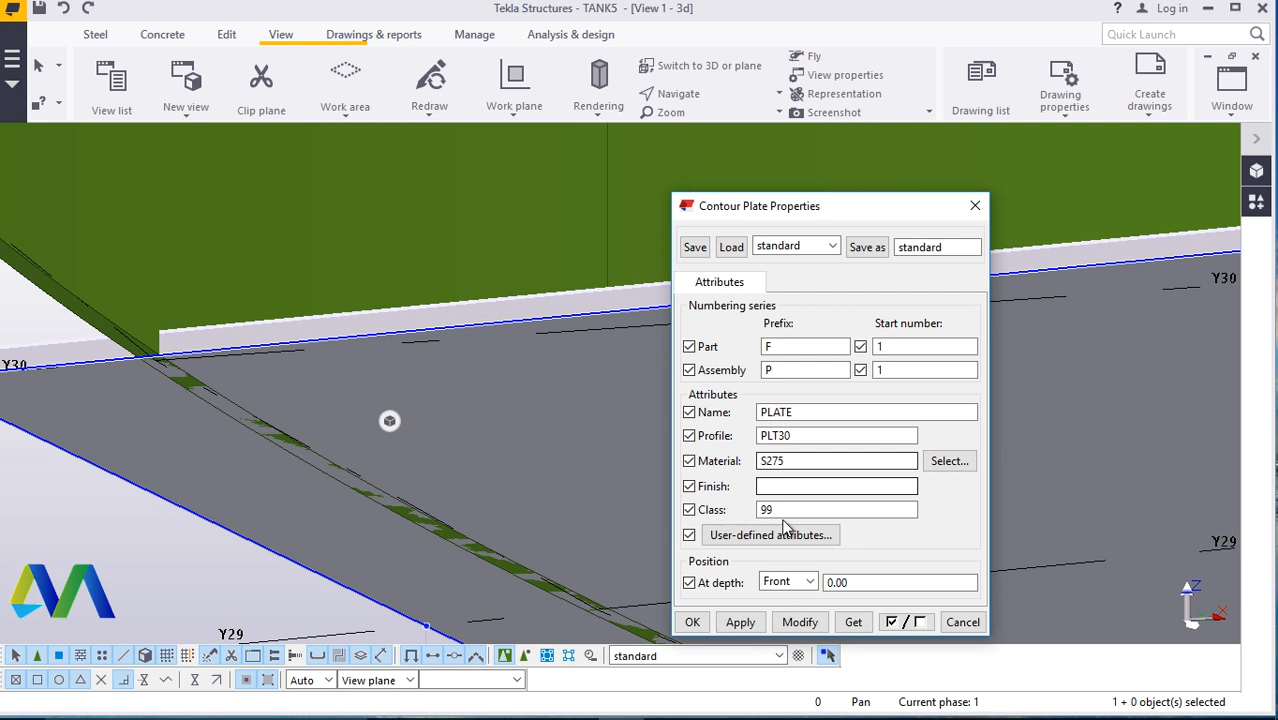 Tekla Structures - TANK5 - [View 1 - 3d]
? Log in
Steel Concrete Edit View Drawings & reports Manage Analysis & design
Quick Launch
View list
New view
Clip plane
Work area
Redraw
Work plane
Rendering
Switch to 3D or plane
Navigate
Zoom
Fly
View properties
Representation
Screenshot
Drawing list
Drawing properties
Create drawings
Window
Contour Plate Properties
Save Load standard Save as standard
Attributes
Numbering series
Prefix: Start number:
Part F 1
Assembly P 1
Attributes
Name: PLATE
Profile: PLT30
Material: S275 Select...
Finish:
Class: 99
User-defined attributes...
Position
At depth: Front 0.00
OK Apply Modify Get / Cancel
Y30
Y30
Y29
Y29
Z
X
standard
Auto View plane
0 Pan Current phase: 1 1 + 0 object(s) selected